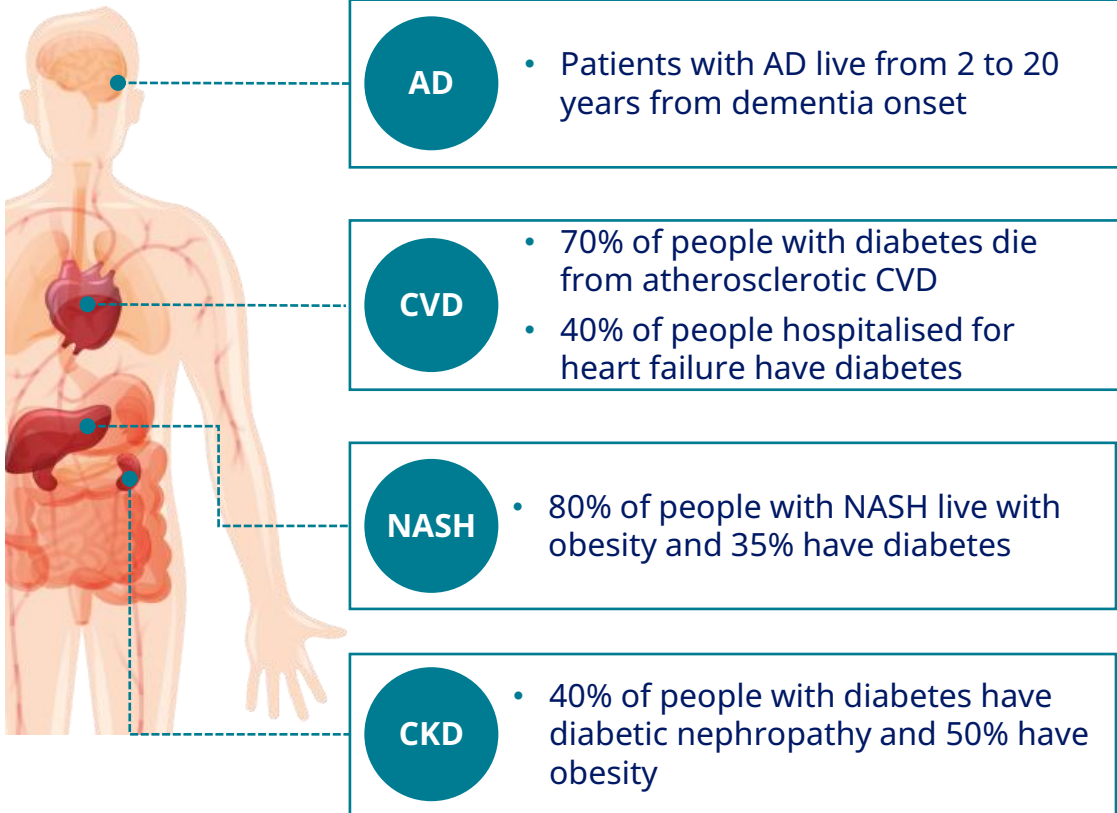 AD
• Patients with AD live from 2 to 20
years from dementia onset
CVD
• 70% of people with diabetes die
from atherosclerotic CVD
• 40% of people hospitalised for
heart failure have diabetes
NASH
• 80% of people with NASH live with
obesity and 35% have diabetes
CKD
• 40% of people with diabetes have
diabetic nephropathy and 50% have
obesity